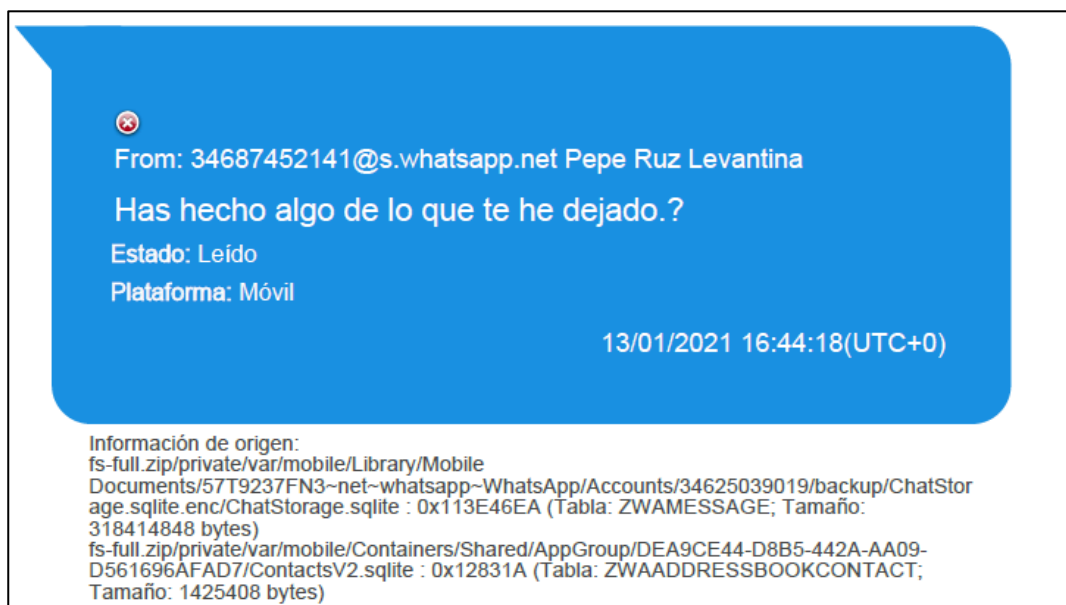 From: 34687452141@s.whatsapp.net Pepe Ruz Levantina
Has hecho algo de lo que te he dejado.?
Estado: Leído
Plataforma: Móvil
13/01/2021 16:44:18(UTC+0)
Información de origen:
fs-full.zip/private/var/mobile/Library/Mobile
Documents/57T9237FN3~net~whatsapp~WhatsApp/Accounts/34625039019/backup/ChatStor
age.sqlite.enc/ChatStorage.sqlite : 0x113E46EA (Tabla: ZWAMESSAGE; Tamaño:
318414848 bytes)
fs-full.zip/private/var/mobile/Containers/Shared/AppGroup/DEA9CE44-D8B5-442A-AA09-
D561696AFAD7/ContactsV2.sqlite : 0x12831A (Tabla: ZWAADDRESSBOOKCONTACT;
Tamaño: 1425408 bytes)